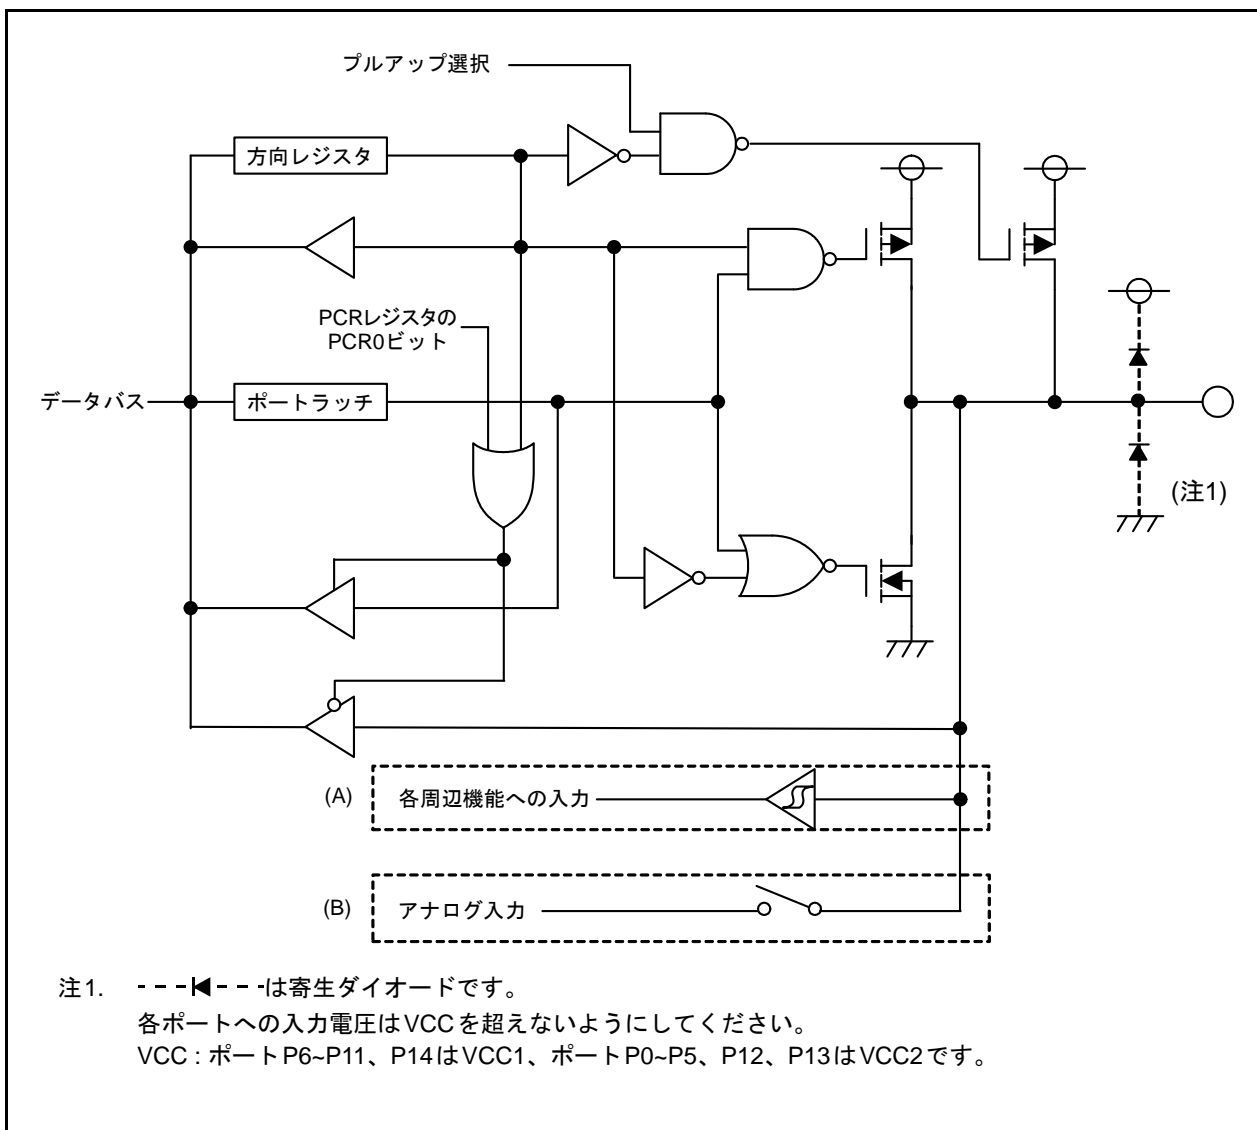 プルアップ選択
方向レジスタ
PCRレジスタの
PCR0ビット
データバス
ポートラッチ
(注1)
(A)
各周辺機能への入力
(B)
アナログ入力
注1. は寄生ダイオードです。
各ポートへの入力電圧はVCCを超えないようにしてください。
VCC : ポートP6~P11、P14はVCC1、ポートP0~P5、P12、P13はVCC2です。